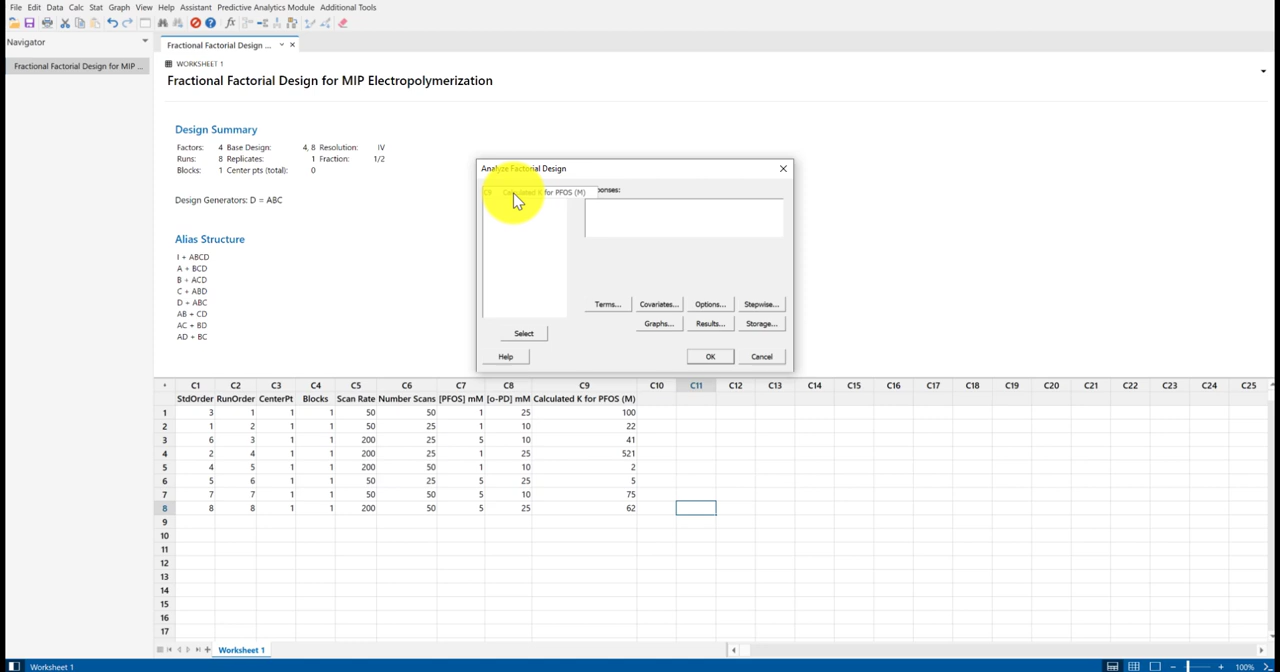 File Edit Data Calc Stat Graph View Help Assistant Predictive Analytics Module Additional Tools
Navigator
Fractional Factorial Design ...
Fractional Factorial Design for MIP ...
WORKSHEET 1
Fractional Factorial Design for MIP Electropolymerization
Design Summary
Factors: 4 Base Design: 4, 8 Resolution: IV
Runs: 8 Replicates: 1 Fraction: 1/2
Blocks: 1 Center pts (total): 0
Design Generators: D = ABC
Alias Structure
I + ABCD
A + BCD
B + ACD
C + ABD
D + ABC
AB + CD
AC + BD
AD + BC
Analyze Factorial Design
C9 Calculated K for PFOS (M) ponses:
Terms... Covariates... Options... Stepwise...
Graphs... Results... Storage...
Select
Help OK Cancel
C1 C2 C3 C4 C5 C6 C7 C8 C9 C10 C11 C12 C13 C14 C15 C16 C17 C18 C19 C20 C21 C22 C23 C24 C25
StdOrder RunOrder CenterPt Blocks Scan Rate Number Scans [PFOS] mM [o-PD] mM Calculated K for PFOS (M)
1 3 1 1 1 50 50 1 25 100
2 1 2 1 1 50 25 1 10 22
3 6 3 1 1 200 25 5 10 41
4 2 4 1 1 200 25 1 25 521
5 4 5 1 1 200 50 1 10 2
6 5 6 1 1 50 25 5 25 5
7 7 7 1 1 50 50 5 10 75
8 8 8 1 1 200 50 5 25 62
9
10
11
12
13
14
15
16
17
Worksheet 1
Worksheet 1 100%